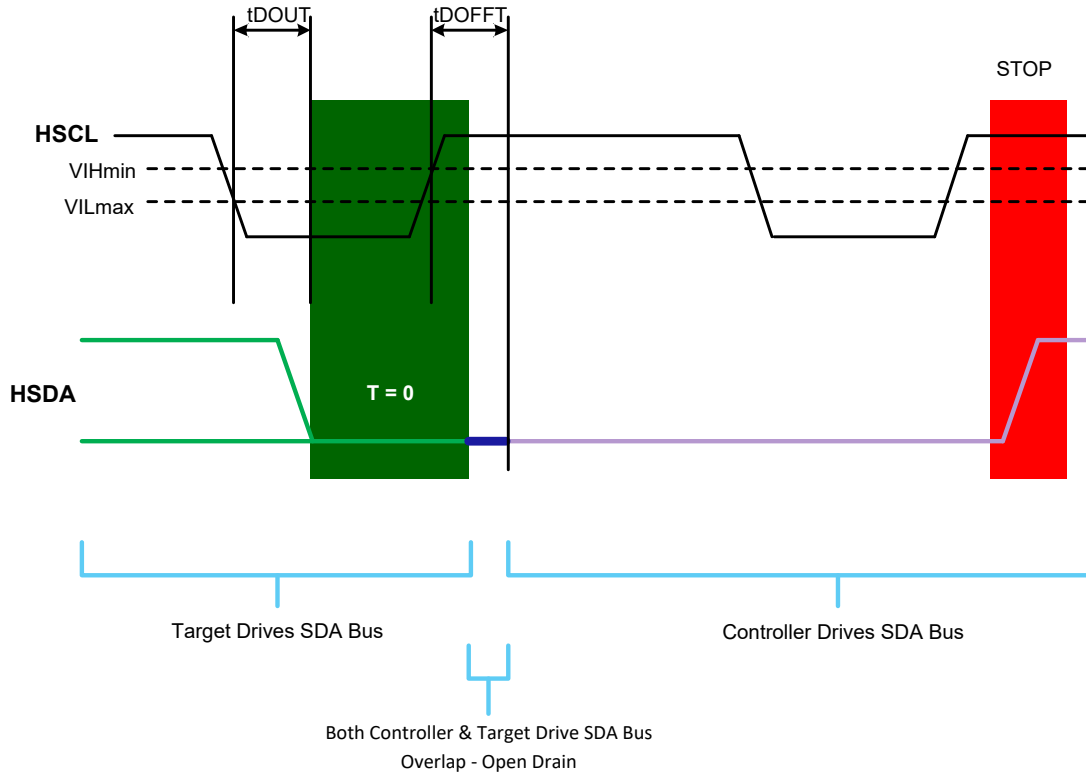 tDOUT
tDOFFT
STOP
HSCL
VIHmin
VILmax
HSDA
T = 0
Target Drives SDA Bus
Controller Drives SDA Bus
Both Controller & Target Drive SDA Bus
Overlap - Open Drain